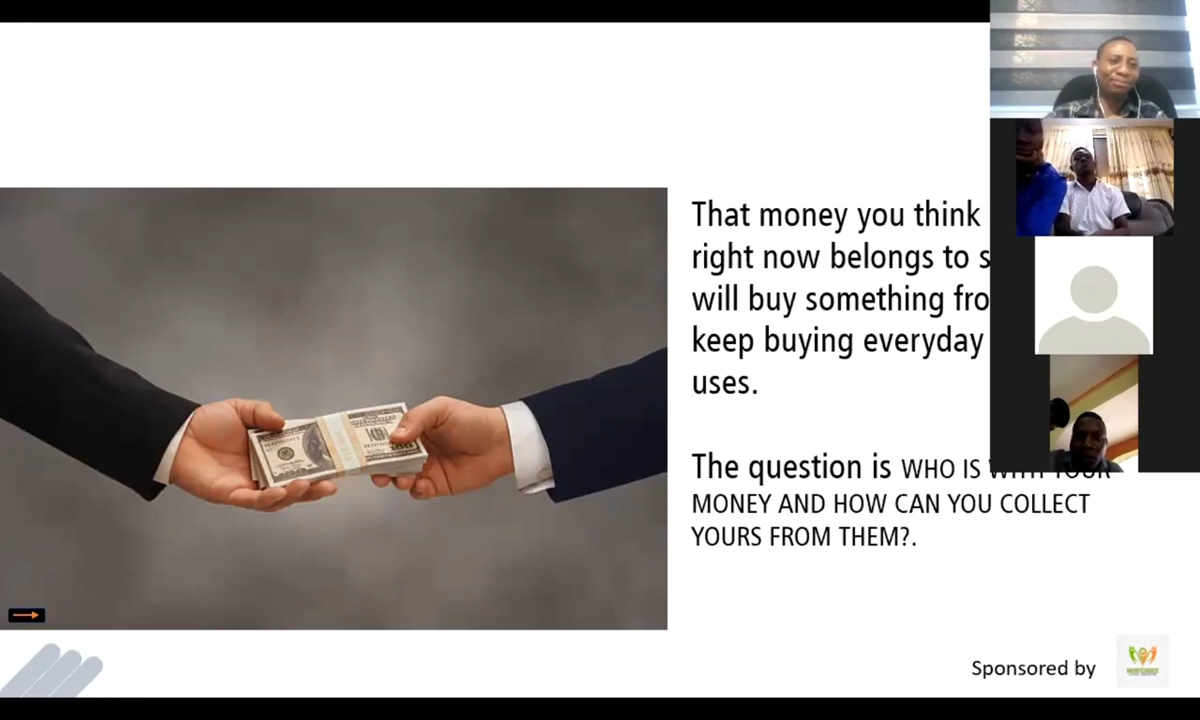 That money you think
right now belongs to s
will buy something fro
keep buying everyday
uses.
The question is WHO IS WITH YOUR
MONEY AND HOW CAN YOU COLLECT
YOURS FROM THEM?.
Sponsored by